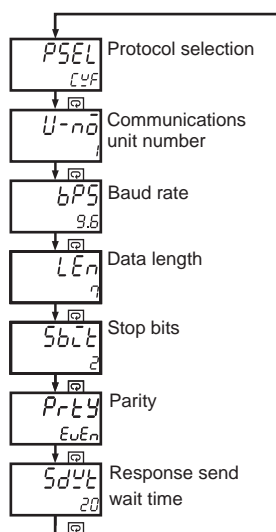 PSEL Protocol selection
CWF
U-no Communications
1 unit number
bPS Baud rate
9.6
LEn Data length
7
Sbit Stop bits
2
Prty Parity
EuEn
Sdwt Response send
20 wait time